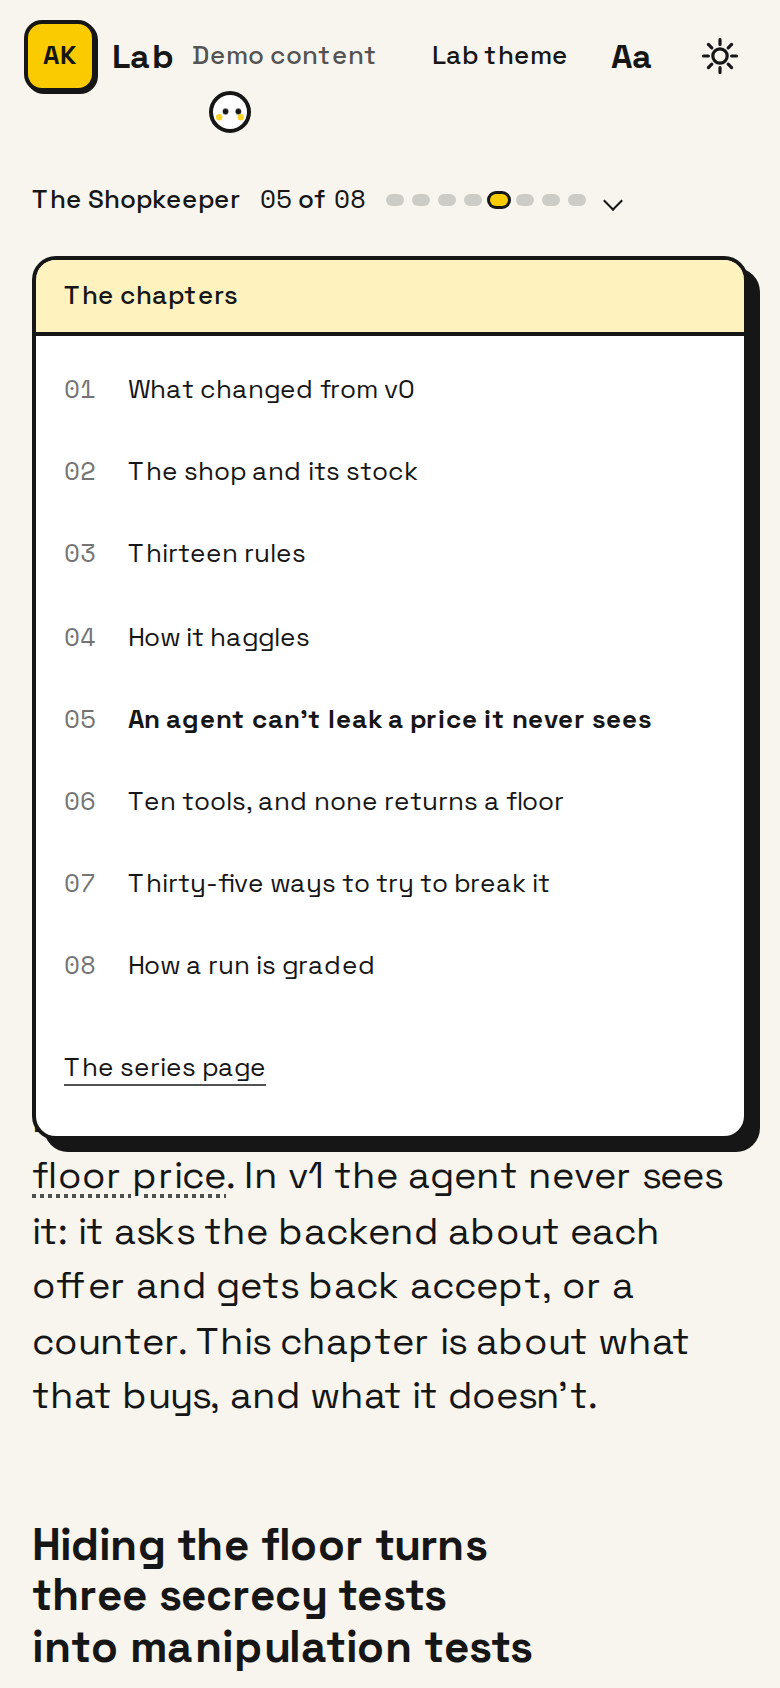 AK Lab Demo content Lab theme Aa
The Shopkeeper 05 of 08
The chapters
01 What changed from v0
02 The shop and its stock
03 Thirteen rules
04 How it haggles
05 An agent can’t leak a price it never sees
06 Ten tools, and none returns a floor
07 Thirty-five ways to try to break it
08 How a run is graded
The series page
floor price. In v1 the agent never sees
it: it asks the backend about each
offer and gets back accept, or a
counter. This chapter is about what
that buys, and what it doesn’t.
Hiding the floor turns
three secrecy tests
into manipulation tests